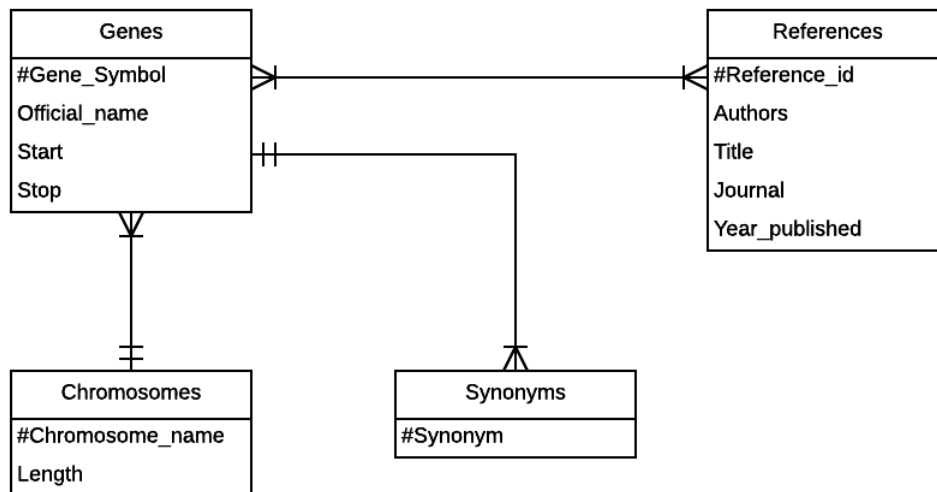 Genes
#Gene_Symbol
Official_name
Start
Stop
References
#Reference_id
Authors
Title
Journal
Year_published
Chromosomes
#Chromosome_name
Length
Synonyms
#Synonym